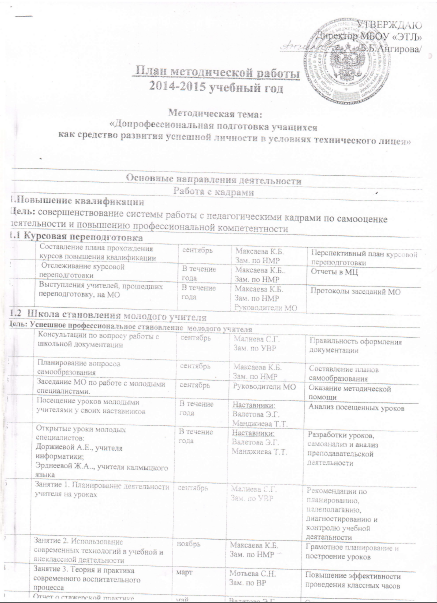 УТВЕРЖДАЮ
Директор МБОУ «ЭТЛ»
/Б.Б.Ангирова/
План методической работы
2014-2015 учебный год
Методическая тема:
«Допрофессиональная подготовка учащихся
как средство развития успешной личности в условиях технического лицея»
Основные направления деятельности
Работа с кадрами
1.Повышение квалификации
Цель: совершенствование системы работы с педагогическими кадрами по самооценке
деятельности и повышению профессиональной компетентности
1.1 Курсовая переподготовка
Составление плана прохождения курсов повышения квалификации
сентябрь
Максаева К.Б.
Зам. по НМР
Перспективный план курсовой
переподготовки
Отслеживание курсовой
переподготовки
В течение
года
Максаева К.Б.
Зам. по НМР
Отчеты в МЦ
Выступления учителей, прошедших
переподготовку, на МО
В течение
года
Максаева К.Б.
Зам. по НМР
Руководители МО
Протоколы заседаний МО
1.2 Школа становления молодого учителя
Цель: Успешное профессиональное становление молодого учителя
Консультации по вопросу работы с
школьной документации
сентябрь
Зам. по УВР
Правильность оформления
документации
Планирование вопросов
самообразования
сентябрь
Максаева К.Б.
Зам. по НМР
Составление планов
самообразования
Заседание МО по работе с молодыми
специалистами.
сентябрь
Руководители МО
Оказание методической
помощи
Посещение уроков молодыми
учителями у своих наставников
В течение
года
Наставники:
Валетова Э.Г.
Манджиева Т.Т.
Анализ посещенных уроков
Открытые уроки молодых
специалистов:
Доржиевой А.Е., учителя
информатики;
Эрдниевой Ж.А.., учителя калмыцкого
языка
В течение
года
Наставники:
Валетова Э.Г.
Манджиева Т.Т.
Разработки уроков,
самоанализ и анализ
преподавательской
деятельности
Занятие 1. Планирование деятельности
учителя на уроках
сентябрь
Зам. по УВР
Рекомендации по
планированию,
целеполаганию,
диагностированию и
контролю учебной
деятельности
Занятие 2. Использование
современных технологий в учебной и
внеклассной деятельности
ноябрь
Максаева К.Б.
Зам. по НМР
Грамотное планирование и
построение уроков
Занятие 3. Теория и практика
современного воспитательного
процесса
март
Мотьева С.Н.
Зам. по ВР
Повышение эффективности
проведения классных часов
май